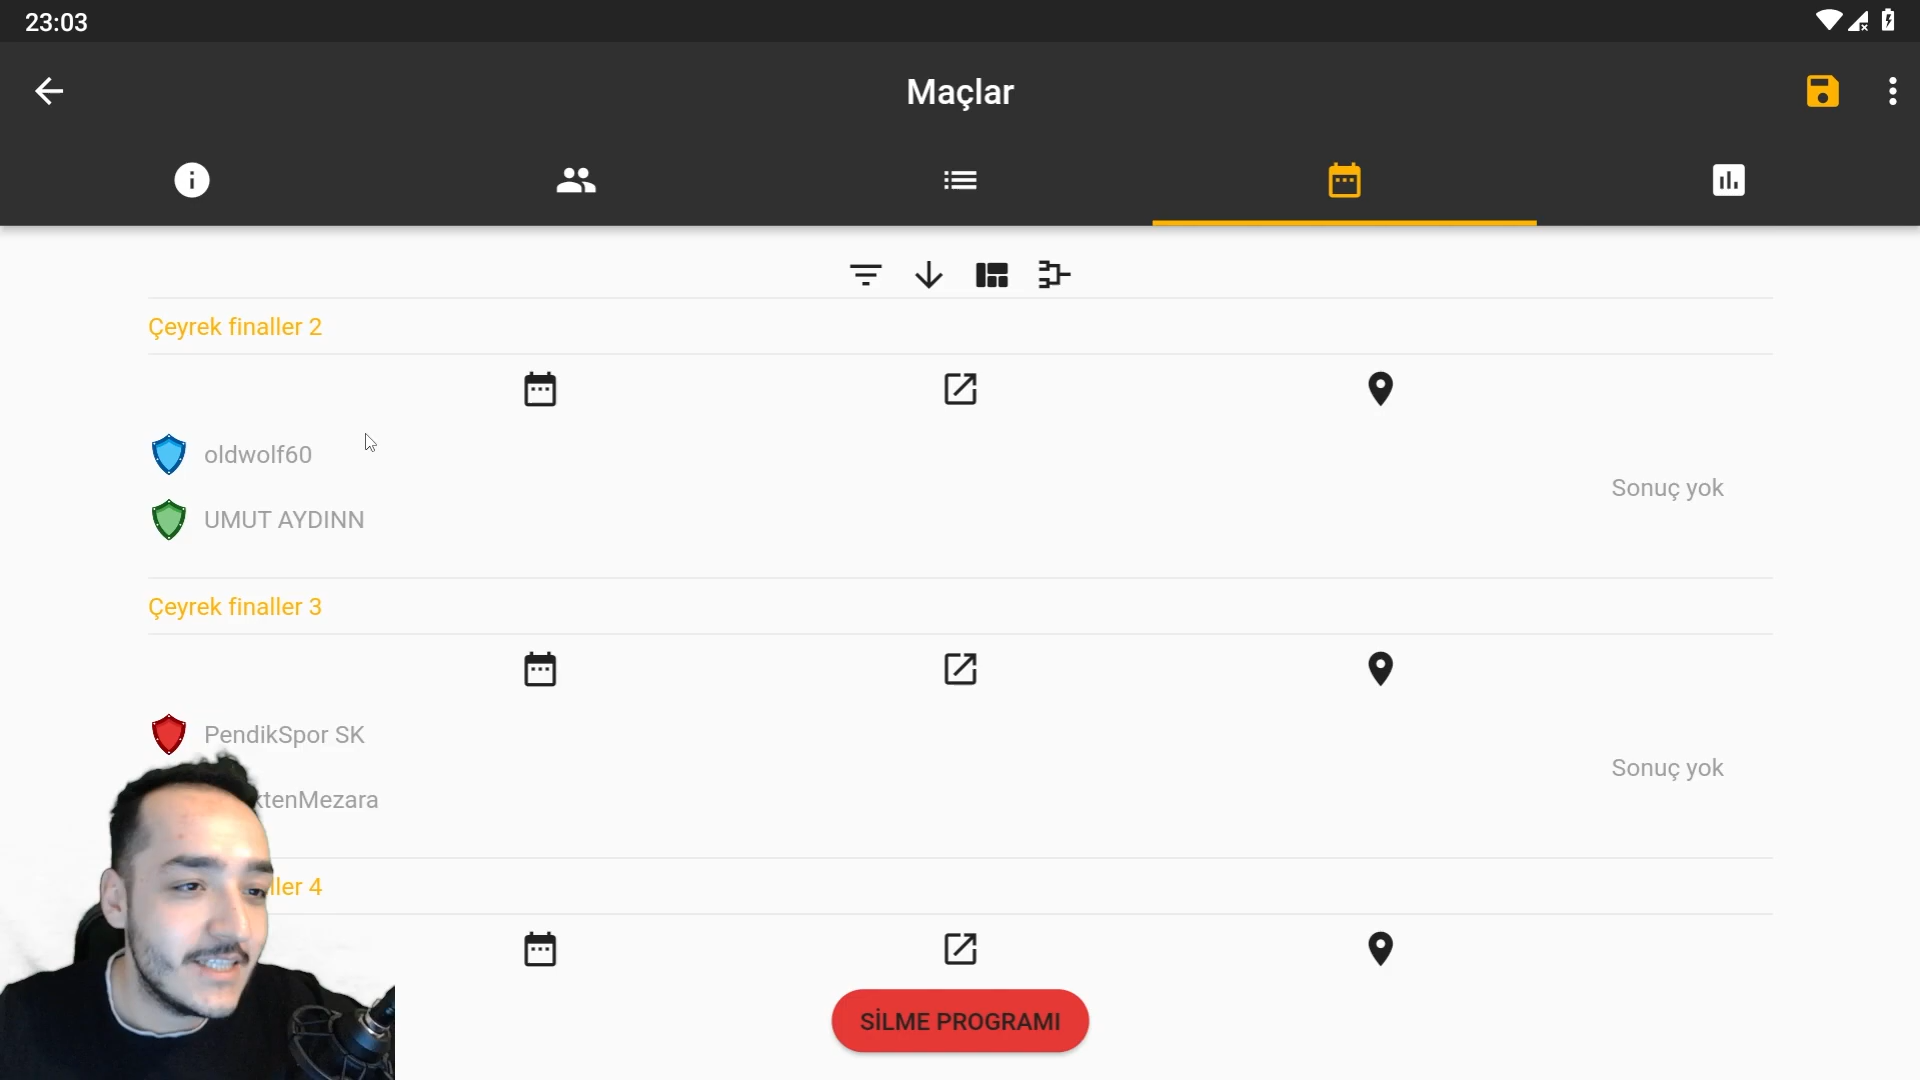 23:03
Maçlar
Çeyrek finaller 2
oldwolf60
UMUT AYDINN
Sonuç yok
Çeyrek finaller 3
PendikSpor SK
ktenMezara
Sonuç yok
ller 4
SİLME PROGRAMI